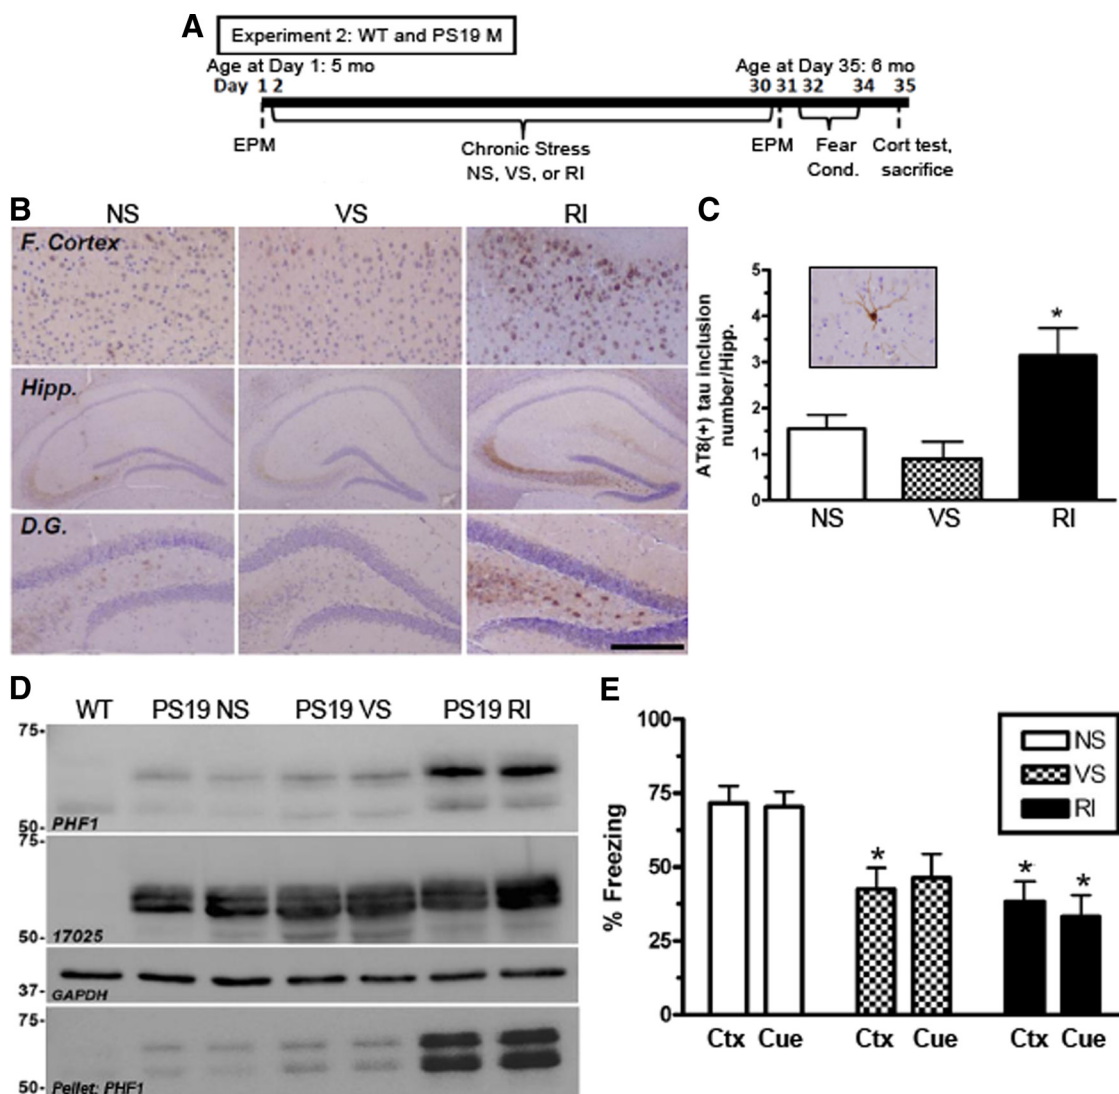 A
Experiment 2: WT and PS19 M
Age at Day 1: 5 mo
Age at Day 35: 6 mo
Day 1 2 30 31 32 34 35
EPM
Chronic Stress
NS, VS, or RI
EPM
Fear
Cond.
Cort test,
sacrifice
B
NS VS RI
F. Cortex
Hipp.
D.G.
C
AT8(+) tau inclusion
number/Hipp.
5
4
3
2
1
0
*
NS VS RI
D
WT PS19 NS PS19 VS PS19 RI
75-
50- PHF1
75-
50- 17025
37- GAPDH
75-
50- Pellet: PHF1
E
% Freezing
100
75
50
25
0
NS
VS
RI
* * *
Ctx Cue Ctx Cue Ctx Cue